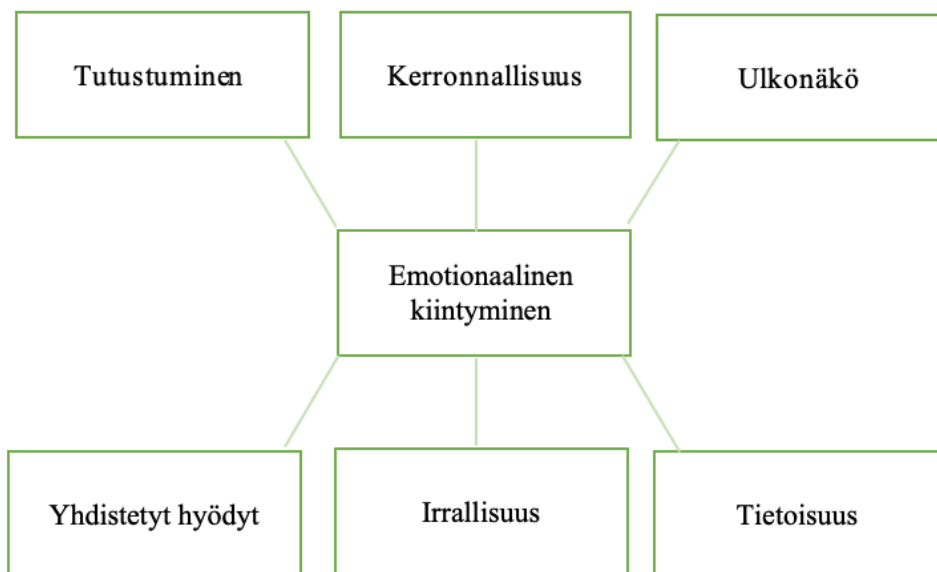 Tutustuminen
Kerronnallisuus
Ulkonäkö
Emotionaalinen
kiintyminen
Yhdistetyt hyödyt
Irrallisuus
Tietoisuus